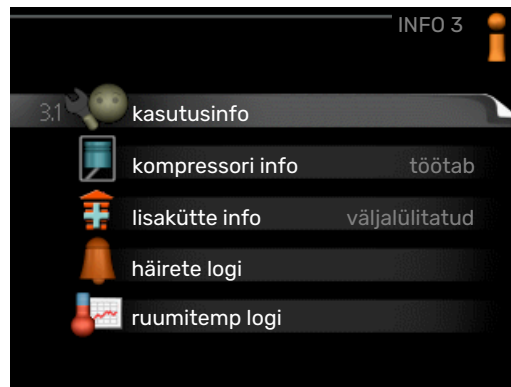 INFO 3
3.1 kasutusinfo
kompressori info töötab
lisakütte info väljalülitatud
häirete logi
ruumitemp logi